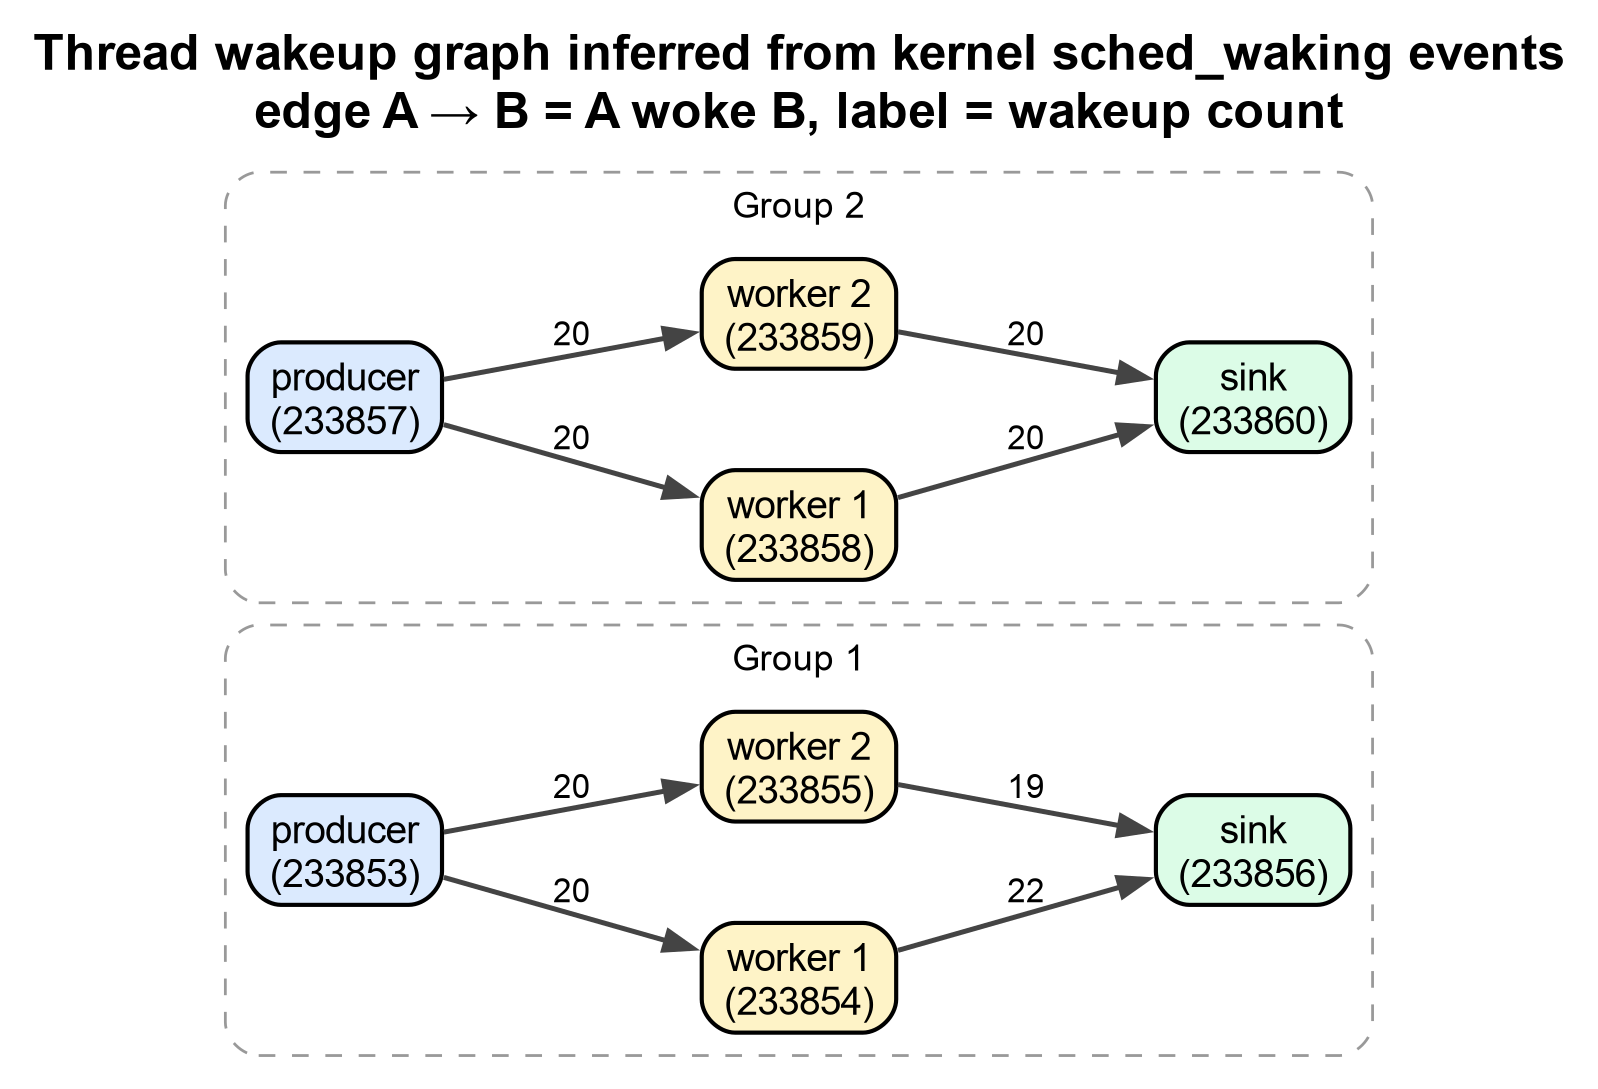 Thread wakeup graph inferred from kernel sched_waking events
edge A → B = A woke B, label = wakeup count
Group 2
producer
(233857)
20
20
worker 2
(233859)
worker 1
(233858)
20
20
sink
(233860)
Group 1
producer
(233853)
20
20
worker 2
(233855)
worker 1
(233854)
19
22
sink
(233856)